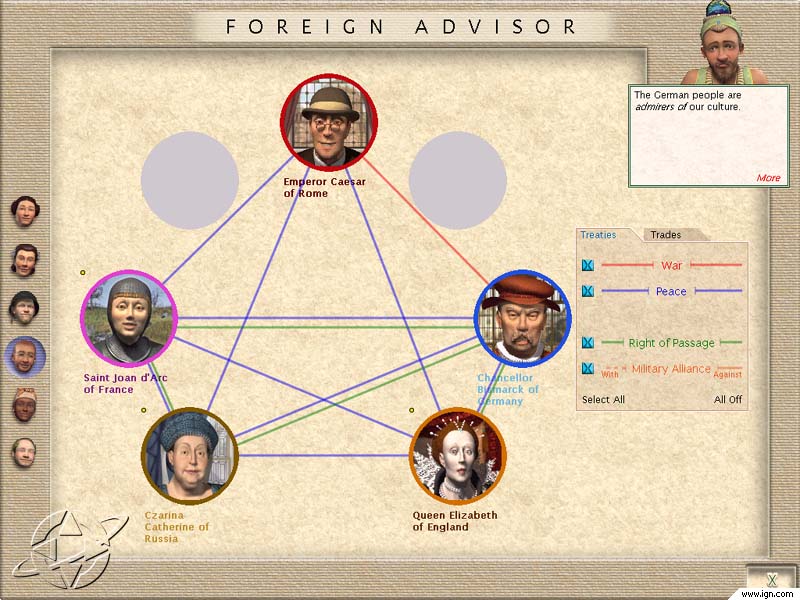 FOREIGN ADVISOR
The German people are
admirers of our culture.
More
Emperor Caesar
of Rome
Treaties
Trades
War
Peace
Right of Passage
With Military Alliance Against
Select All
All Off
Saint Joan d'Arc
of France
Chancellor
Bismarck of
Germany
Czarina
Catherine of
Russia
Queen Elizabeth
of England
X
www.ign.com